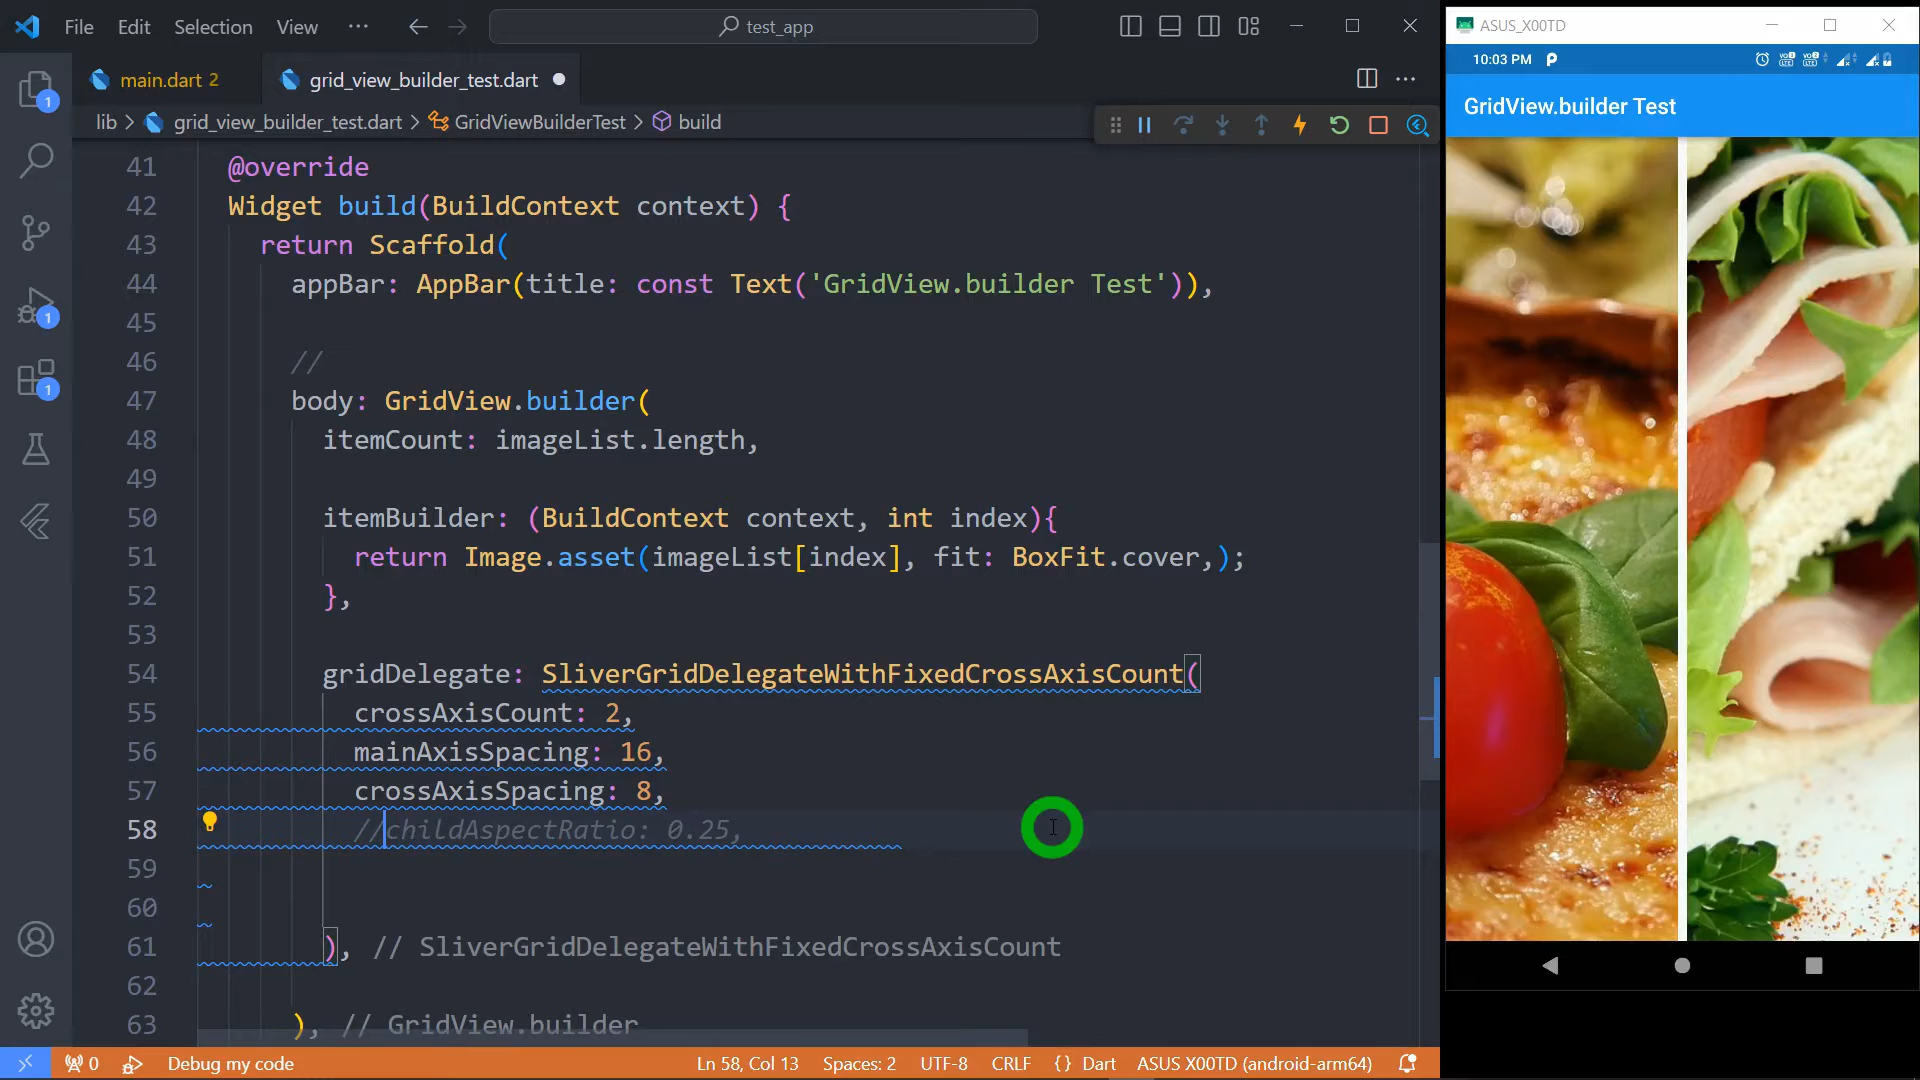 File Edit Selection View ··· test_app
ASUS_X00TD
10:03 PM
main.dart 2
grid_view_builder_test.dart
GridView.builder Test
lib > grid_view_builder_test.dart > GridViewBuilderTest > build
41 @override
42 Widget build(BuildContext context) {
43 return Scaffold(
44 appBar: AppBar(title: const Text('GridView.builder Test')),
45
46 //
47 body: GridView.builder(
48 itemCount: imageList.length,
49
50 itemBuilder: (BuildContext context, int index){
51 return Image.asset(imageList[index], fit: BoxFit.cover,);
52 },
53
54 gridDelegate: SliverGridDelegateWithFixedCrossAxisCount(
55 crossAxisCount: 2,
56 mainAxisSpacing: 16,
57 crossAxisSpacing: 8,
58 //childAspectRatio: 0.25,
59
60
61 ), // SliverGridDelegateWithFixedCrossAxisCount
62
63 ), // GridView.builder
1
1
1
0 Debug my code Ln 58, Col 13 Spaces: 2 UTF-8 CRLF {} Dart ASUS X00TD (android-arm64)